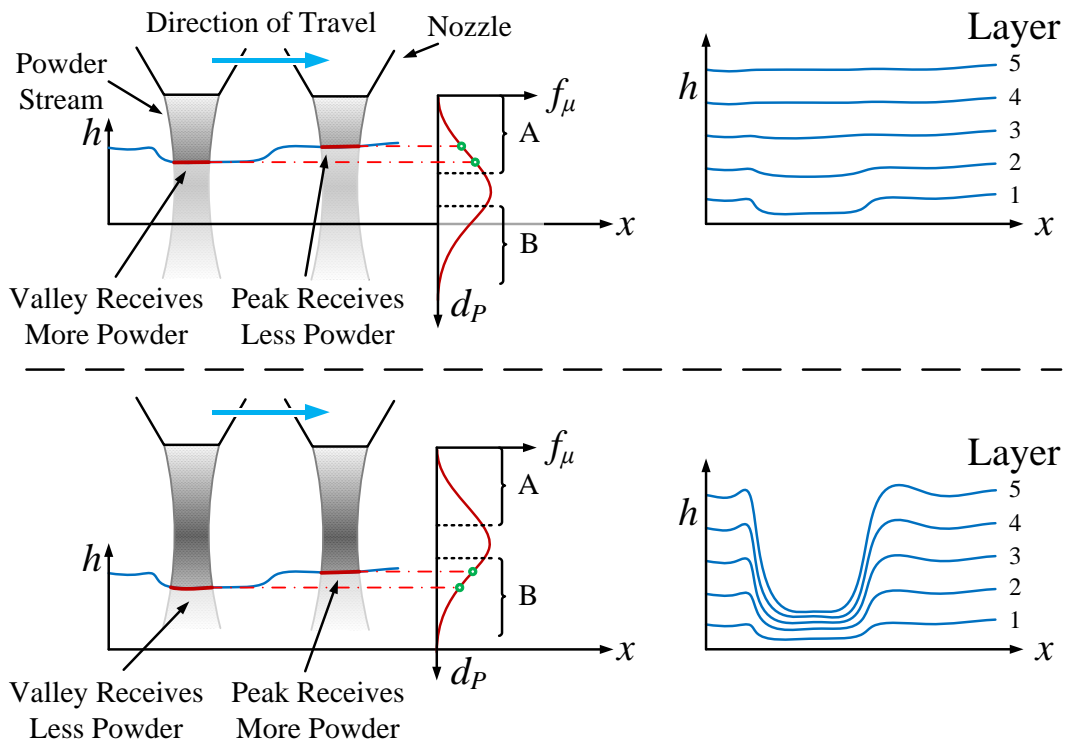 Direction of Travel
Nozzle
Powder
Stream
h
x
f_μ
A
B
d_P
Valley Receives
More Powder
Peak Receives
Less Powder
Layer
h
5
4
3
2
1
x
h
x
f_μ
A
B
d_P
Valley Receives
Less Powder
Peak Receives
More Powder
Layer
h
5
4
3
2
1
x